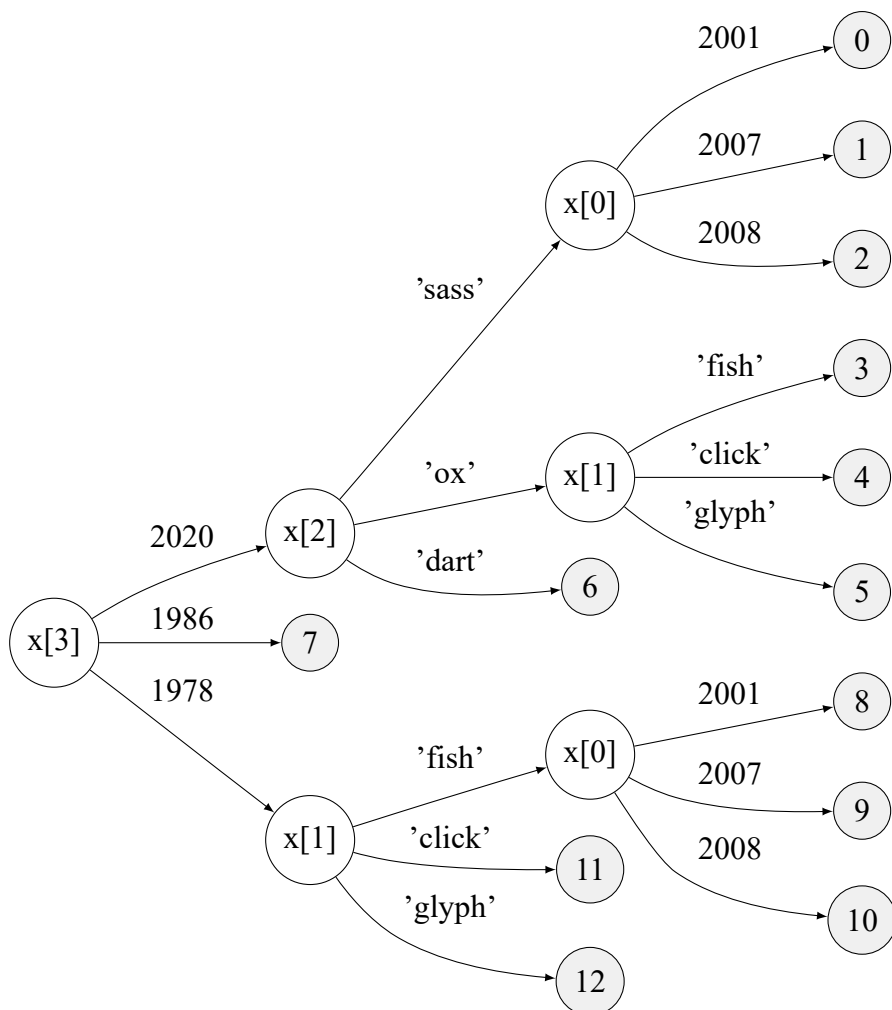 2001
0
2007
1
x[0]
2008
2
’sass’
’fish’
3
’ox’
x[1]
’click’
4
’glyph’
5
2020
x[2]
’dart’
6
x[3]
1986
7
1978
2001
8
’fish’
x[0]
2007
9
x[1]
’click’
11
2008
10
’glyph’
12